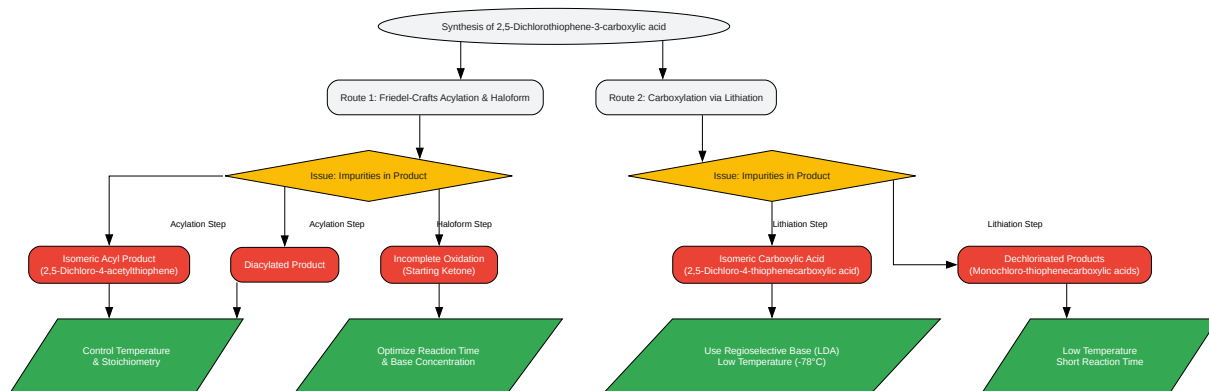 Synthesis of 2,5-Dichlorothiophene-3-carboxylic acid
Route 1: Friedel-Crafts Acylation & Haloform
Route 2: Carboxylation via Lithiation
Issue: Impurities in Product
Issue: Impurities in Product
Acylation Step
Acylation Step
Haloform Step
Lithiation Step
Lithiation Step
Isomeric Acyl Product
(2,5-Dichloro-4-acetylthiophene)
Diacylated Product
Incomplete Oxidation
(Starting Ketone)
Isomeric Carboxylic Acid
(2,5-Dichloro-4-thiophenecarboxylic acid)
Dechlorinated Products
(Monochloro-thiophenecarboxylic acids)
Control Temperature
& Stoichiometry
Optimize Reaction Time
& Base Concentration
Use Regioselective Base (LDA)
Low Temperature (-78°C)
Low Temperature
Short Reaction Time